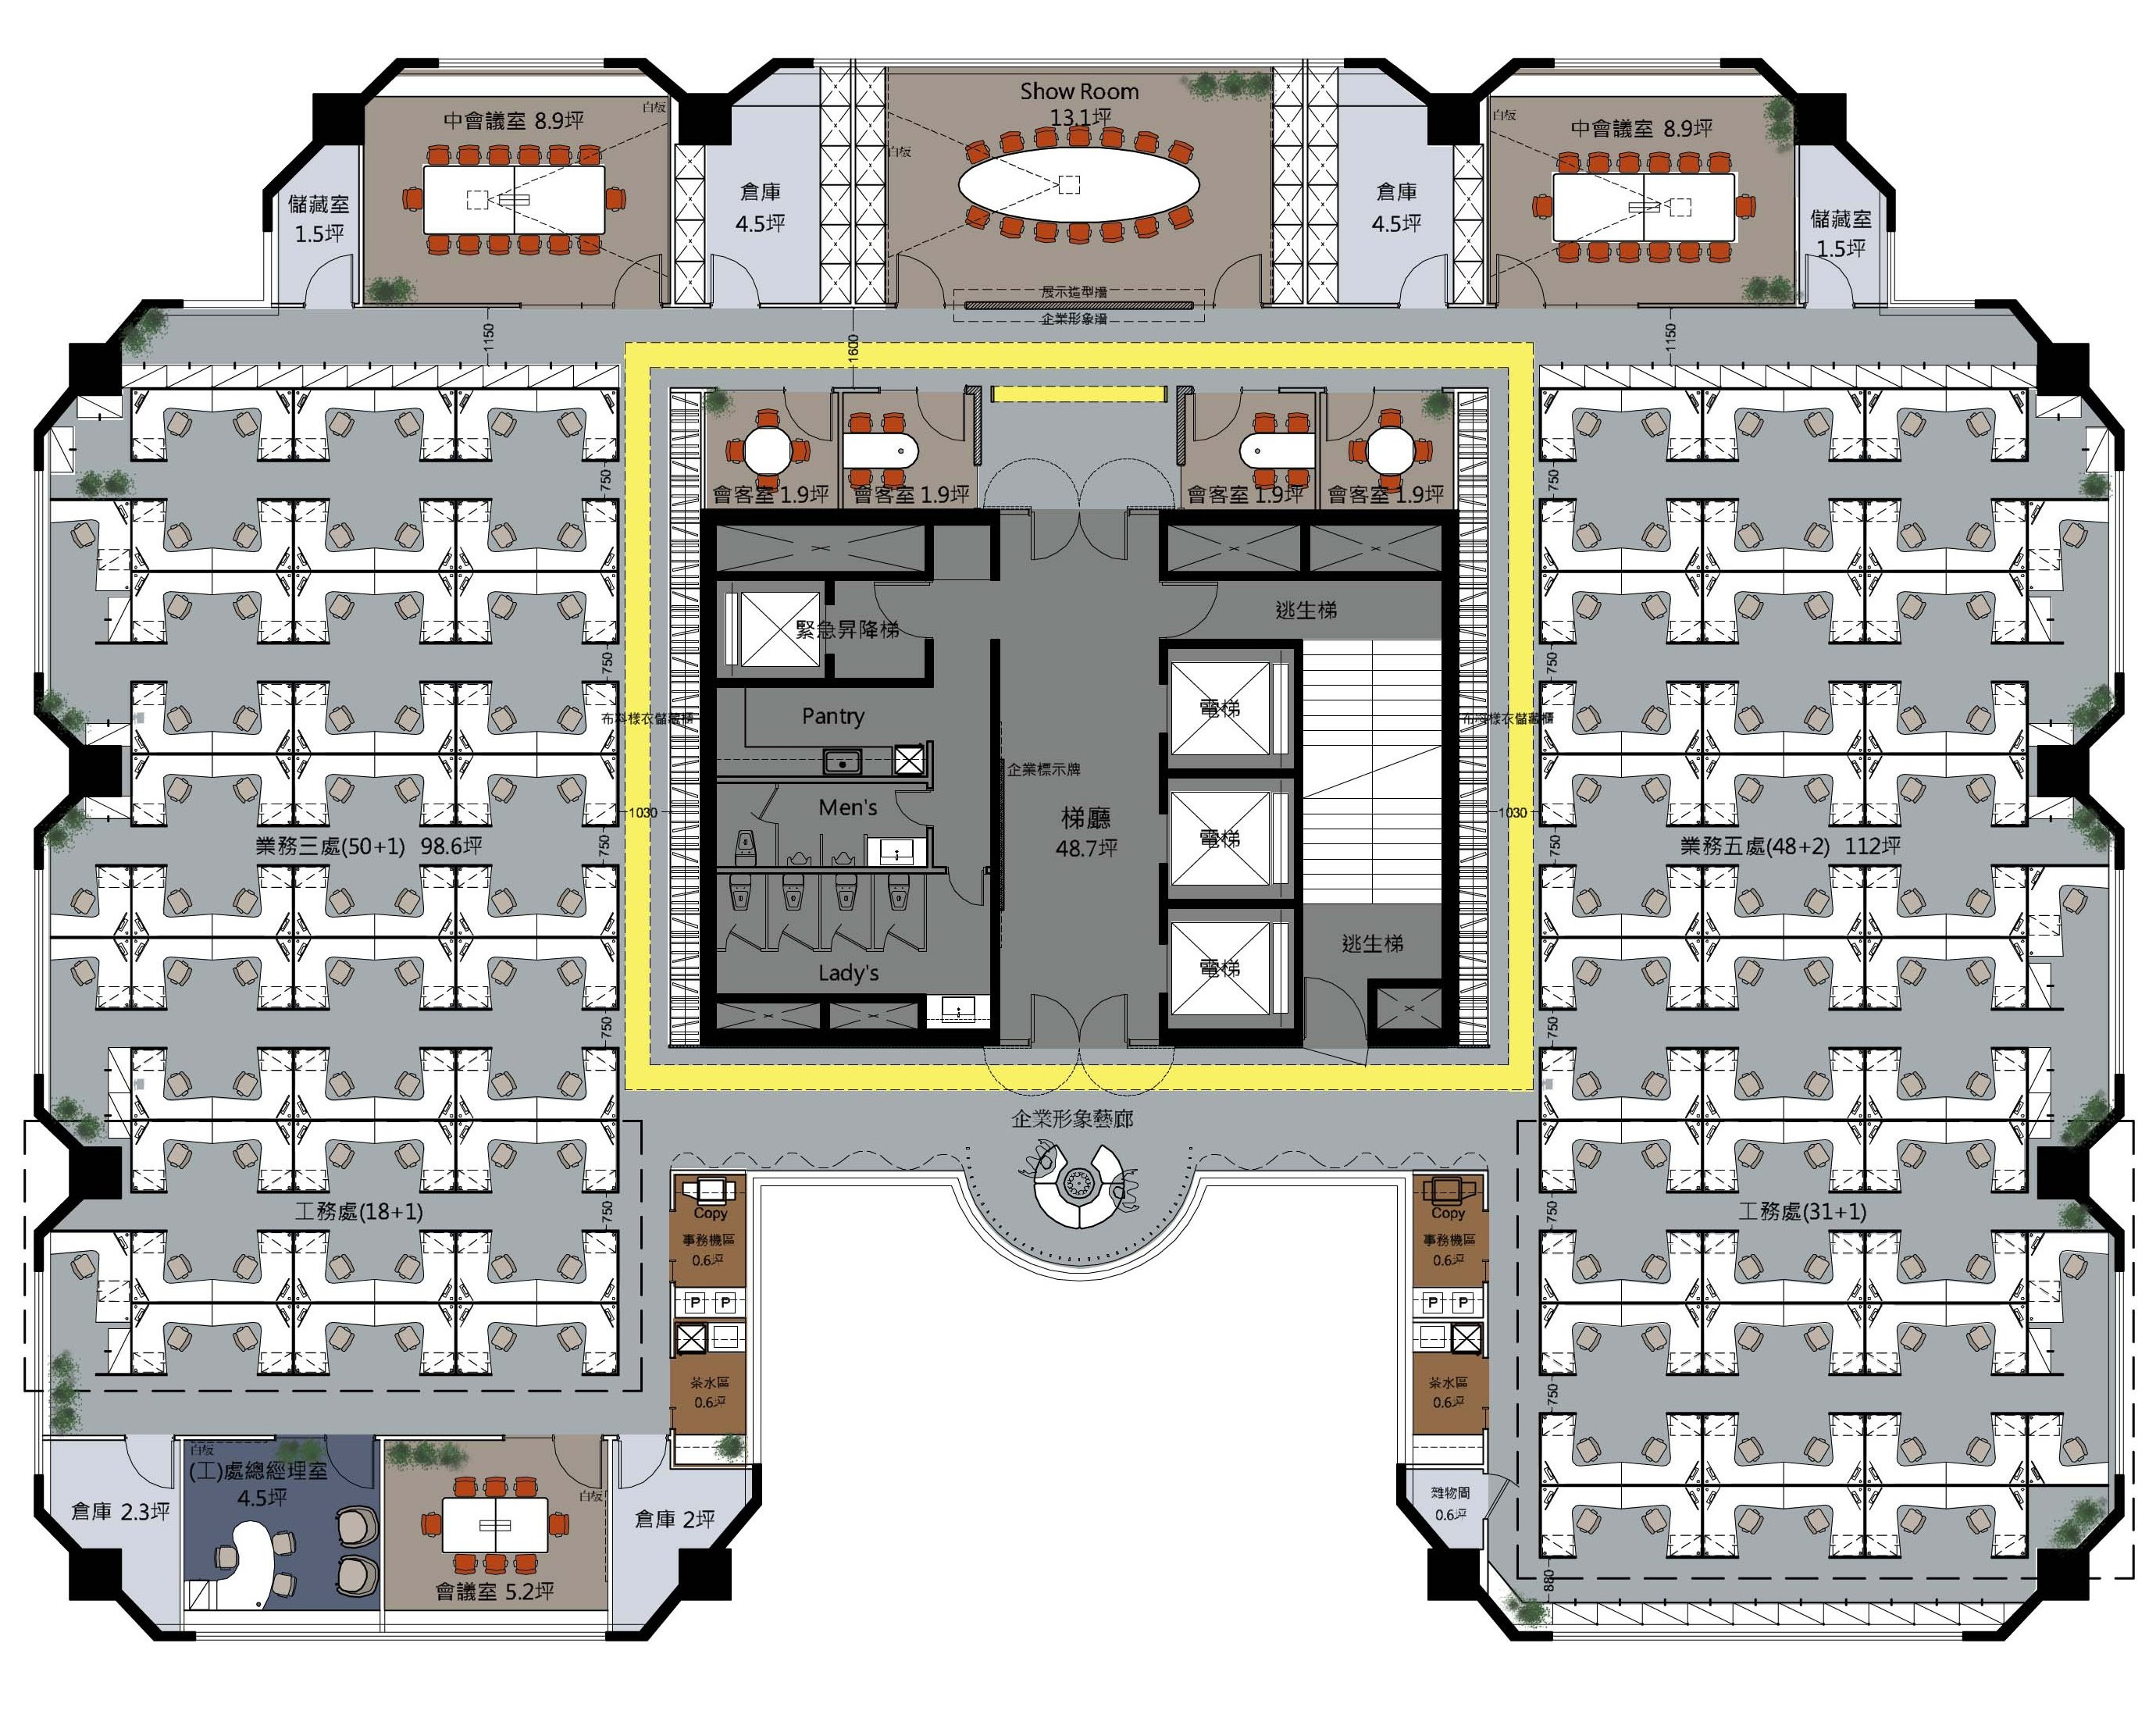 Show Room
13.1坪
白板
中會議室 8.9坪
白板
白板
中會議室 8.9坪
儲藏室
1.5坪
倉庫
4.5坪
倉庫
4.5坪
儲藏室
1.5坪
展示造型牆
企業形象牆
1150
1600
1150
會客室 1.9坪
會客室 1.9坪
會客室 1.9坪
會客室 1.9坪
750
750
緊急昇降梯
逃生梯
750
750
Pantry
電梯
布料樣衣儲藏櫃
布料樣衣儲藏櫃
企業標示牌
Men's
梯廳
48.7坪
電梯
1030
1030
業務三處(50+1) 98.6坪
750
750
業務五處(48+2) 112坪
Lady's
電梯
逃生梯
750
750
企業形象藝廊
工務處(18+1)
750
Copy
事務機區
0.6坪
P P
茶水區
0.6坪
Copy
事務機區
0.6坪
P P
茶水區
0.6坪
750
工務處(31+1)
750
白板
(工)處總經理室
4.5坪
倉庫 2.3坪
白板
會議室 5.2坪
倉庫 2坪
雜物間
0.6坪
880